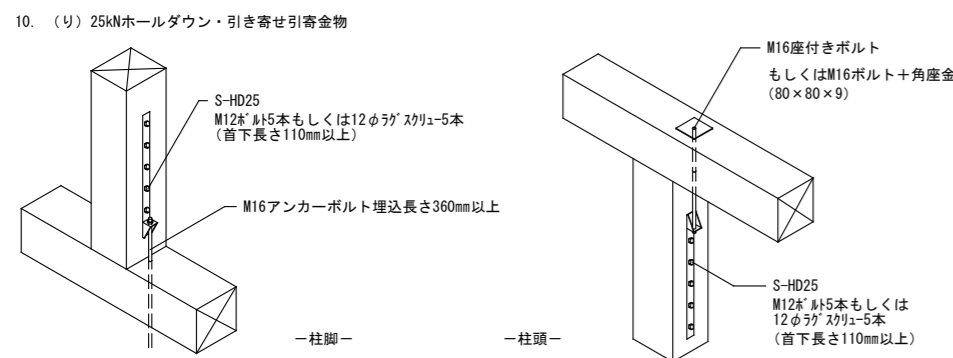 10. （り）25kNホールダウン・引き寄せ引寄金物
S-HD25
M12ﾎﾞﾙﾄ5本もしくは12φﾗｸﾞｽｸﾘｭｰ5本
（首下長さ110mm以上）
M16アンカーボルト埋込長さ360mm以上
－柱脚－
M16座付きボルト
もしくはM16ボルト＋角座金
(80×80×9)
S-HD25
M12ﾎﾞﾙﾄ5本もしくは
12φﾗｸﾞｽｸﾘｭｰ5本
（首下長さ110mm以上）
－柱頭－